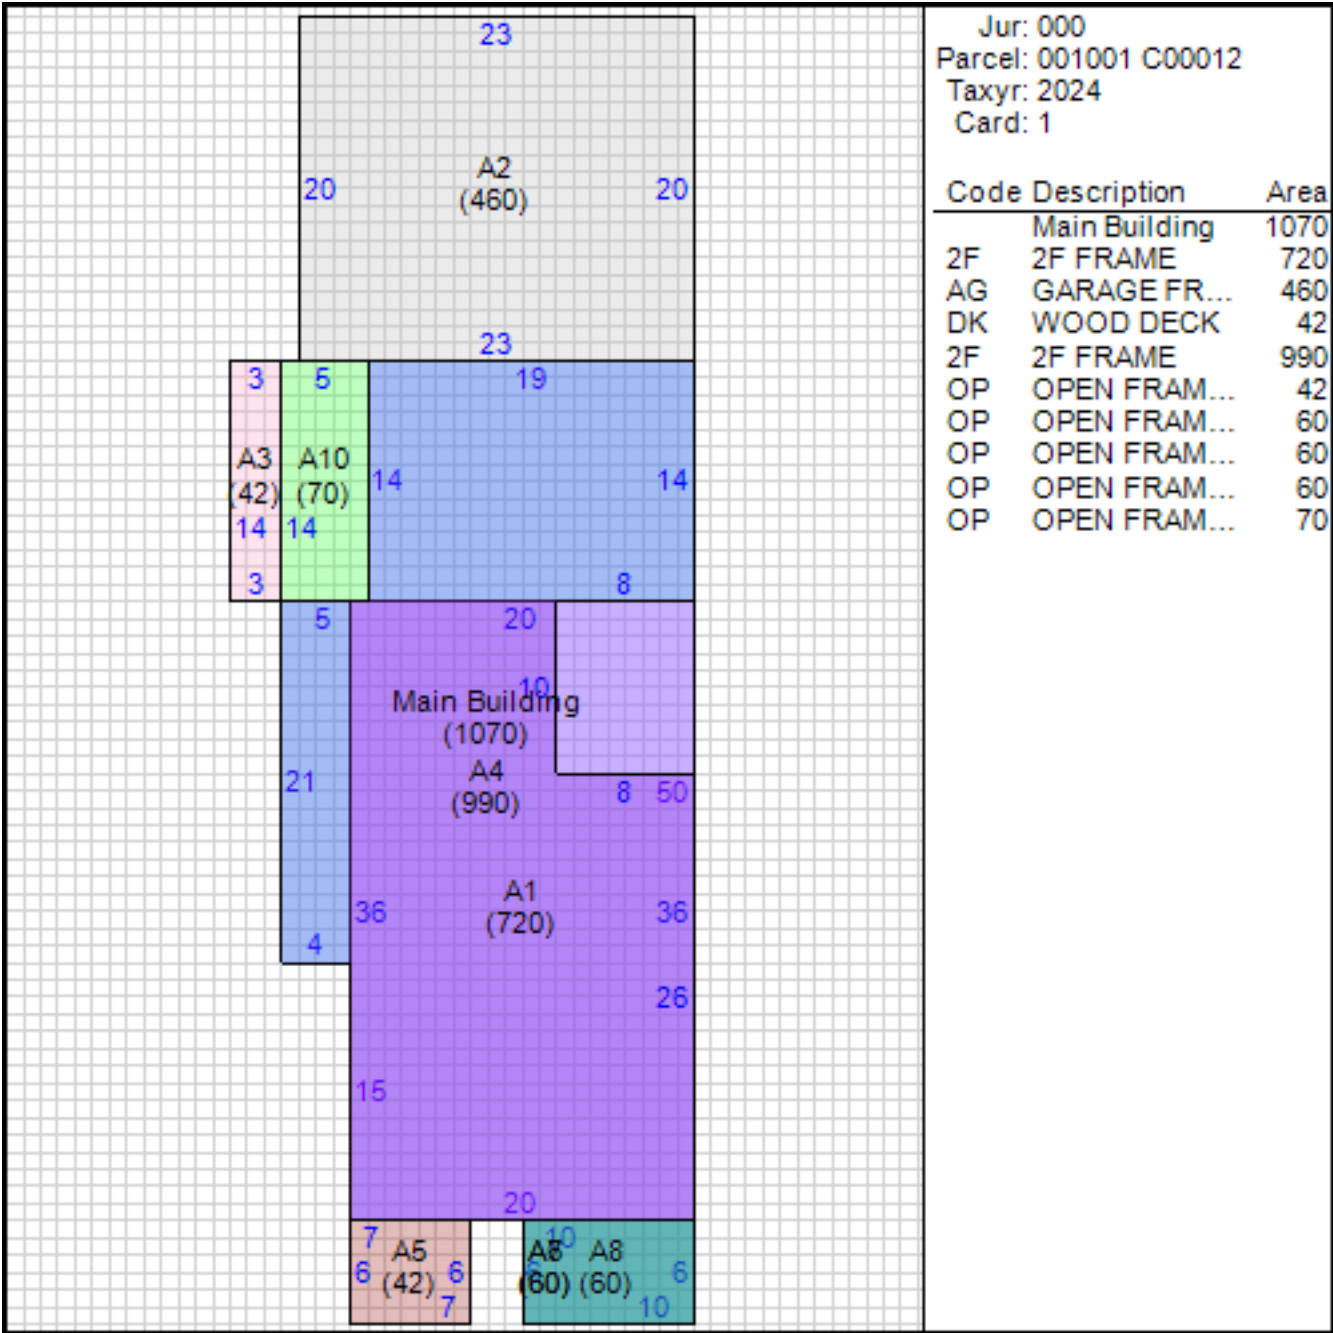 23
20 A2 (460) 20
23
3 5 19
A3 (42) A10 (70) 14 14
14 14
3 8
5 20
10
Main Building
(1070)
21 A4
(990) 8 50
A1
(720)
36 36
4
26
15
20
7 10
A5 (42) A8 (60)
6 6 (60) 6
7 10
Jur: 000
Parcel: 001001 C00012
Taxyr: 2024
Card: 1
Code Description Area
Main Building 1070
2F 2F FRAME 720
AG GARAGE FR... 460
DK WOOD DECK 42
2F 2F FRAME 990
OP OPEN FRAM... 42
OP OPEN FRAM... 60
OP OPEN FRAM... 60
OP OPEN FRAM... 60
OP OPEN FRAM... 70